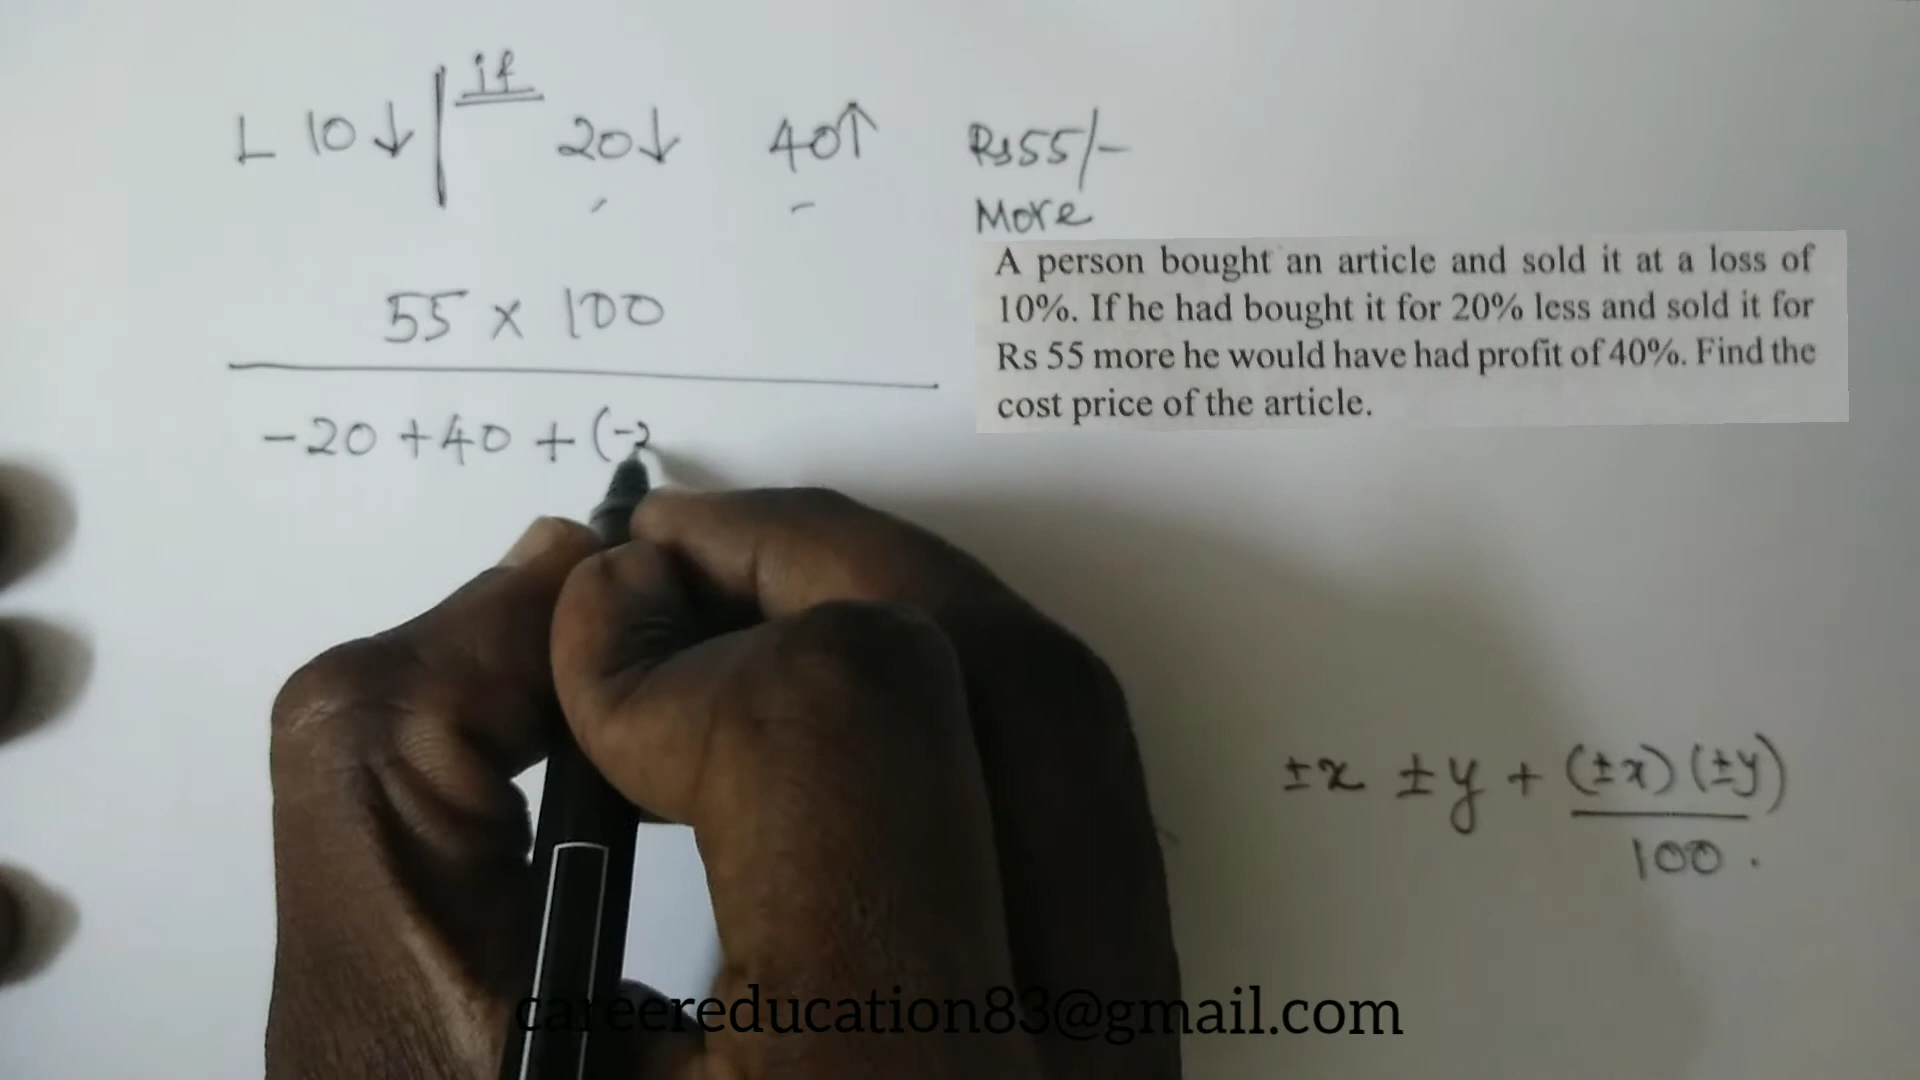 if
L 10↓ | 20↓ 40↑ Rs55/-
More
55 x 100
-20 +40 + (-2
A person bought an article and sold it at a loss of
10%. If he had bought it for 20% less and sold it for
Rs 55 more he would have had profit of 40%. Find the
cost price of the article.
±x ±y + (±x) (±y)
100 .
careereducation83@gmail.com